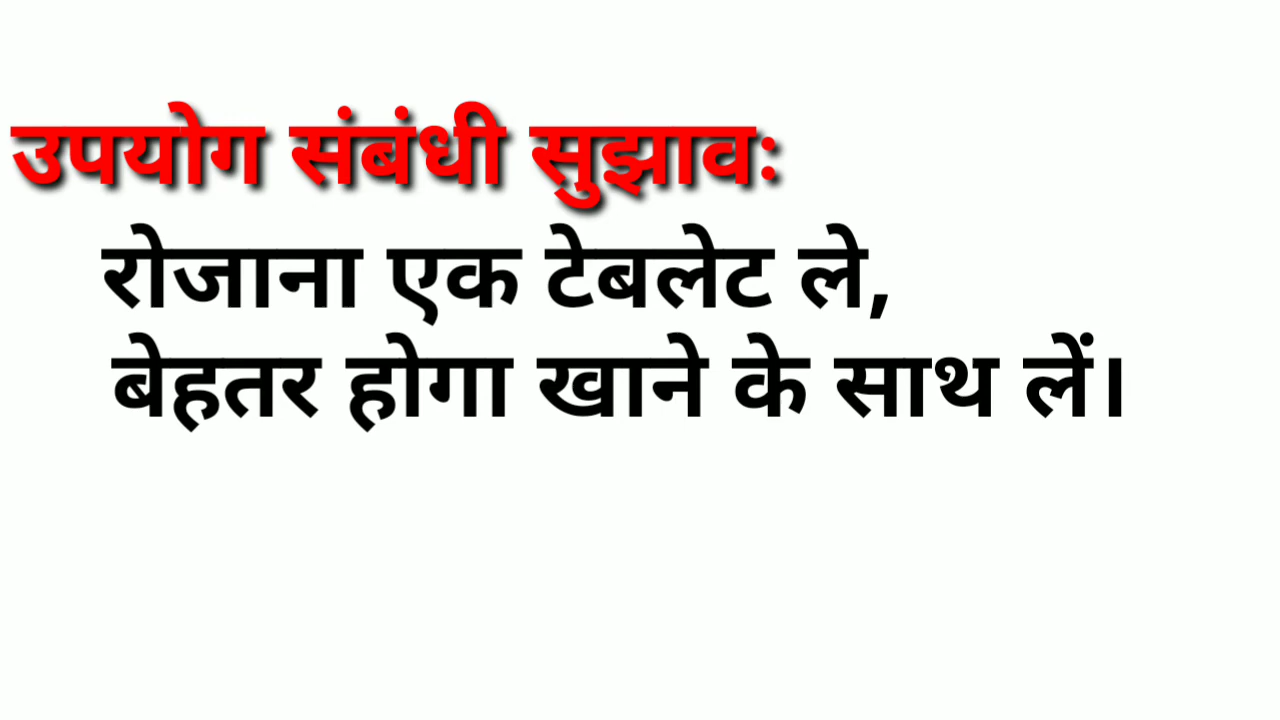 उपयोग संबंधी सुझावः
रोजाना एक टेबलेट ले,
बेहतर होगा खाने के साथ लें।